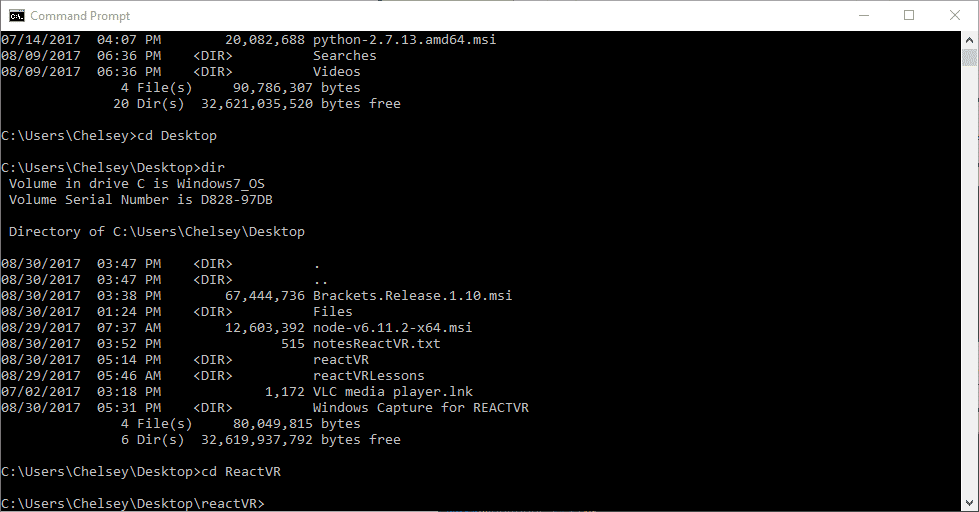 Command Prompt
07/14/2017  04:07 PM        20,082,688 python-2.7.13.amd64.msi
08/09/2017  06:36 PM    <DIR>          Searches
08/09/2017  06:36 PM    <DIR>          Videos
               4 File(s)     90,786,307 bytes
              20 Dir(s)  32,621,035,520 bytes free
C:\Users\Chelsey>cd Desktop
C:\Users\Chelsey\Desktop>dir
 Volume in drive C is Windows7_OS
 Volume Serial Number is D828-97DB
 Directory of C:\Users\Chelsey\Desktop
08/30/2017  03:47 PM    <DIR>          .
08/30/2017  03:47 PM    <DIR>          ..
08/30/2017  03:38 PM        67,444,736 Brackets.Release.1.10.msi
08/30/2017  01:24 PM    <DIR>          Files
08/29/2017  07:37 AM        12,603,392 node-v6.11.2-x64.msi
08/30/2017  03:52 PM               515 notesReactVR.txt
08/30/2017  05:14 PM    <DIR>          reactVR
08/29/2017  05:46 AM    <DIR>          reactVRLessons
07/02/2017  03:18 PM             1,172 VLC media player.lnk
08/30/2017  05:31 PM    <DIR>          Windows Capture for REACTVR
               4 File(s)     80,049,815 bytes
               6 Dir(s)  32,619,937,792 bytes free
C:\Users\Chelsey\Desktop>cd ReactVR
C:\Users\Chelsey\Desktop\reactVR>